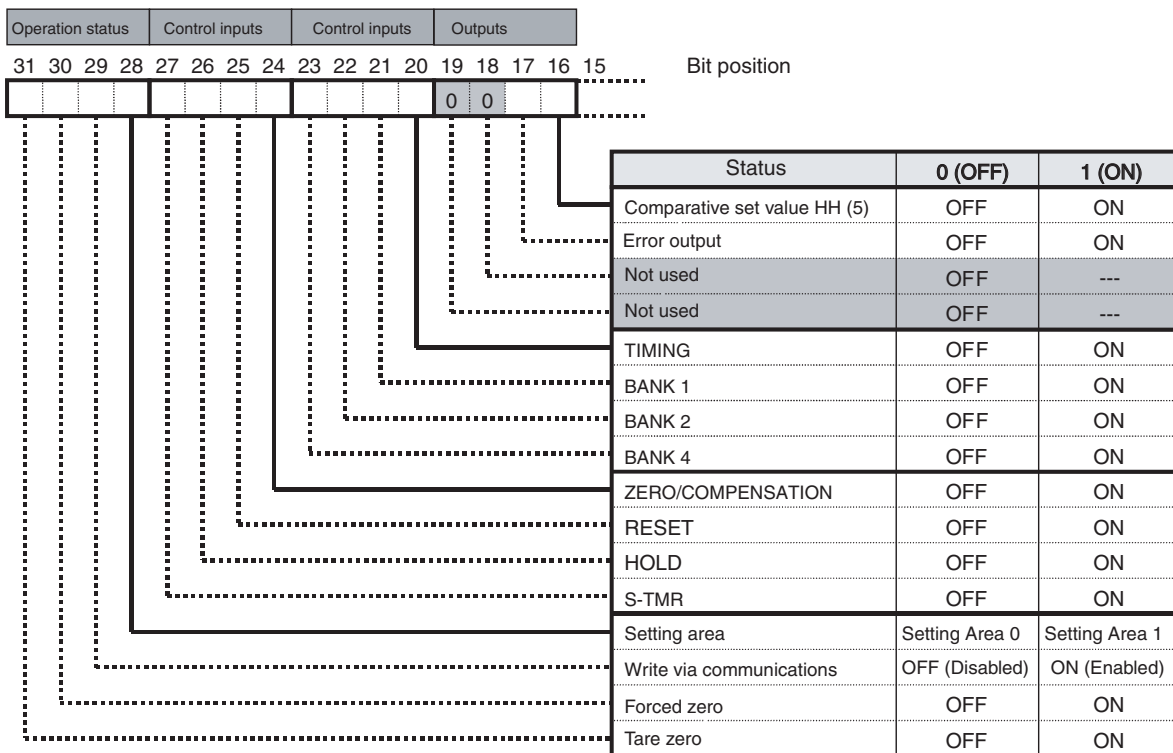 Operation status Control inputs Control inputs Outputs
31 30 29 28 27 26 25 24 23 22 21 20 19 18 17 16 15 Bit position
0 0
Status 0 (OFF) 1 (ON)
Comparative set value HH (5) OFF ON
Error output OFF ON
Not used OFF ---
Not used OFF ---
TIMING OFF ON
BANK 1 OFF ON
BANK 2 OFF ON
BANK 4 OFF ON
ZERO/COMPENSATION OFF ON
RESET OFF ON
HOLD OFF ON
S-TMR OFF ON
Setting area Setting Area 0 Setting Area 1
Write via communications OFF (Disabled) ON (Enabled)
Forced zero OFF ON
Tare zero OFF ON